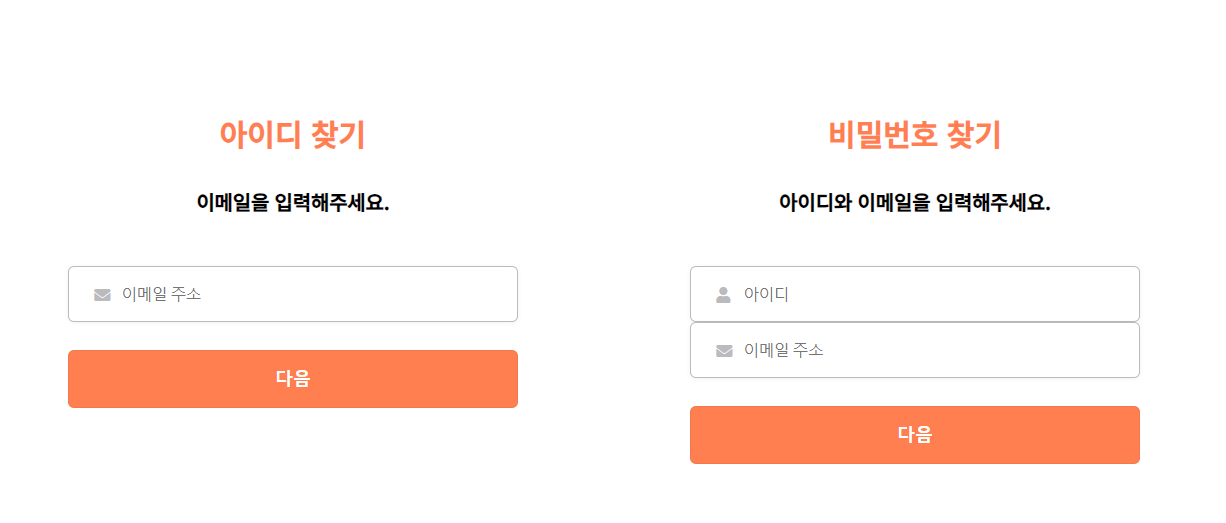 아이디 찾기
이메일을 입력해주세요.
이메일 주소
다음
비밀번호 찾기
아이디와 이메일을 입력해주세요.
아이디
이메일 주소
다음